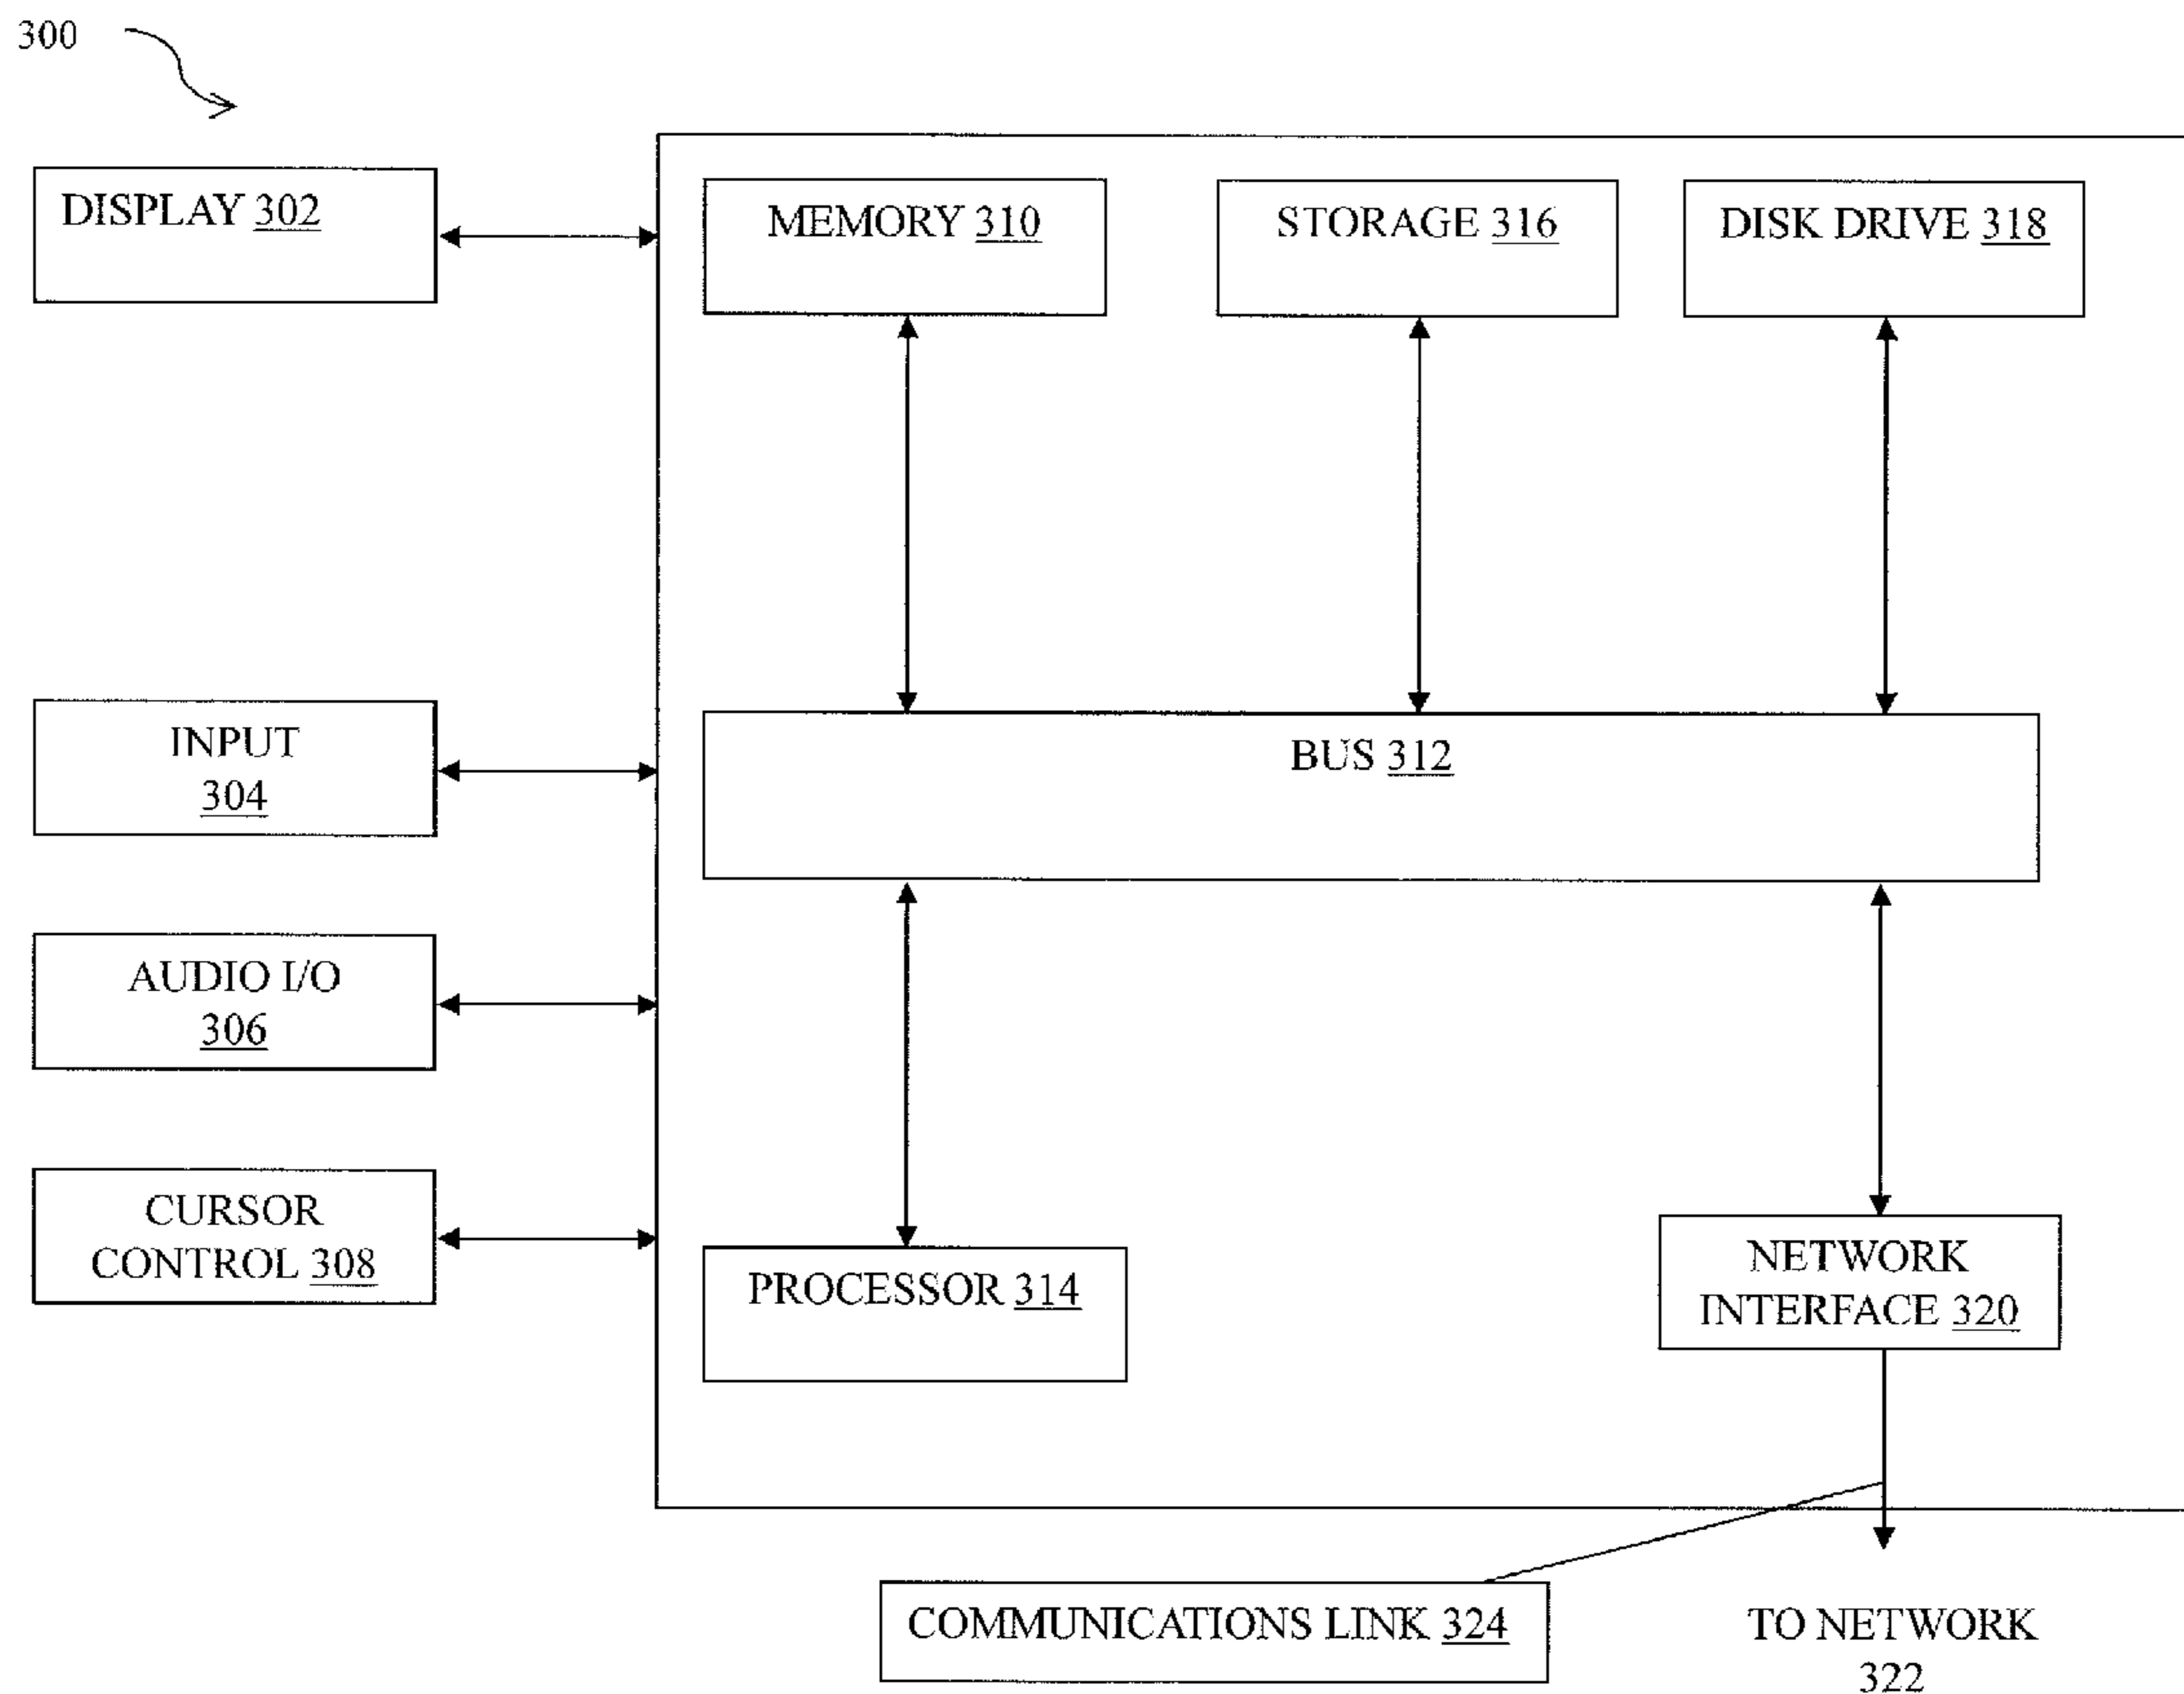 300
DISPLAY 302
MEMORY 310
STORAGE 316
DISK DRIVE 318
INPUT
304
BUS 312
AUDIO I/O
306
CURSOR
CONTROL 308
PROCESSOR 314
NETWORK
INTERFACE 320
COMMUNICATIONS LINK 324
TO NETWORK
322